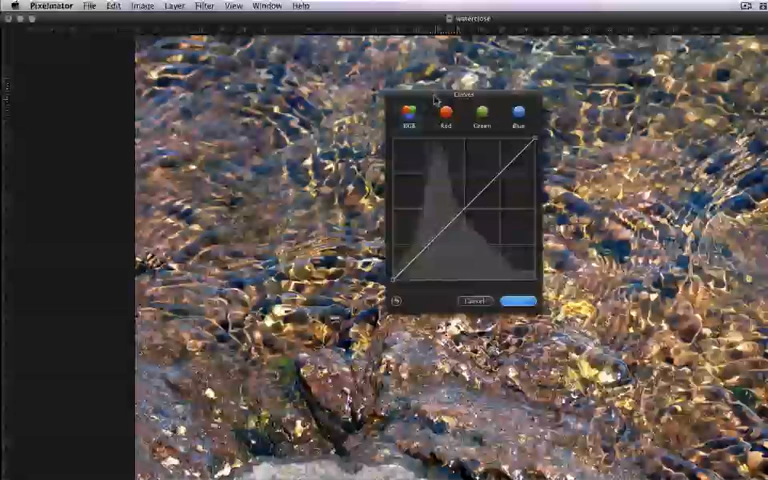 Pixelmator File Edit Image Layer Filter View Window Help
waterclose
Curves
RGB Red Green Blue
Cancel